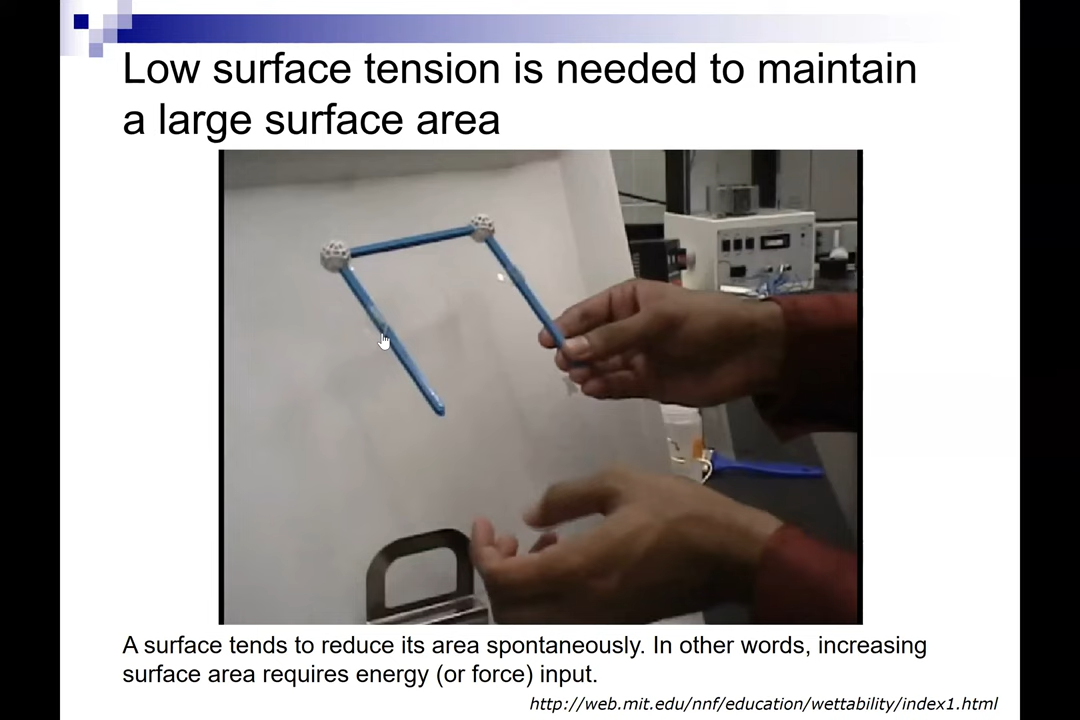 Low surface tension is needed to maintain
a large surface area
A surface tends to reduce its area spontaneously. In other words, increasing
surface area requires energy (or force) input.
http://web.mit.edu/nnf/education/wettability/index1.html